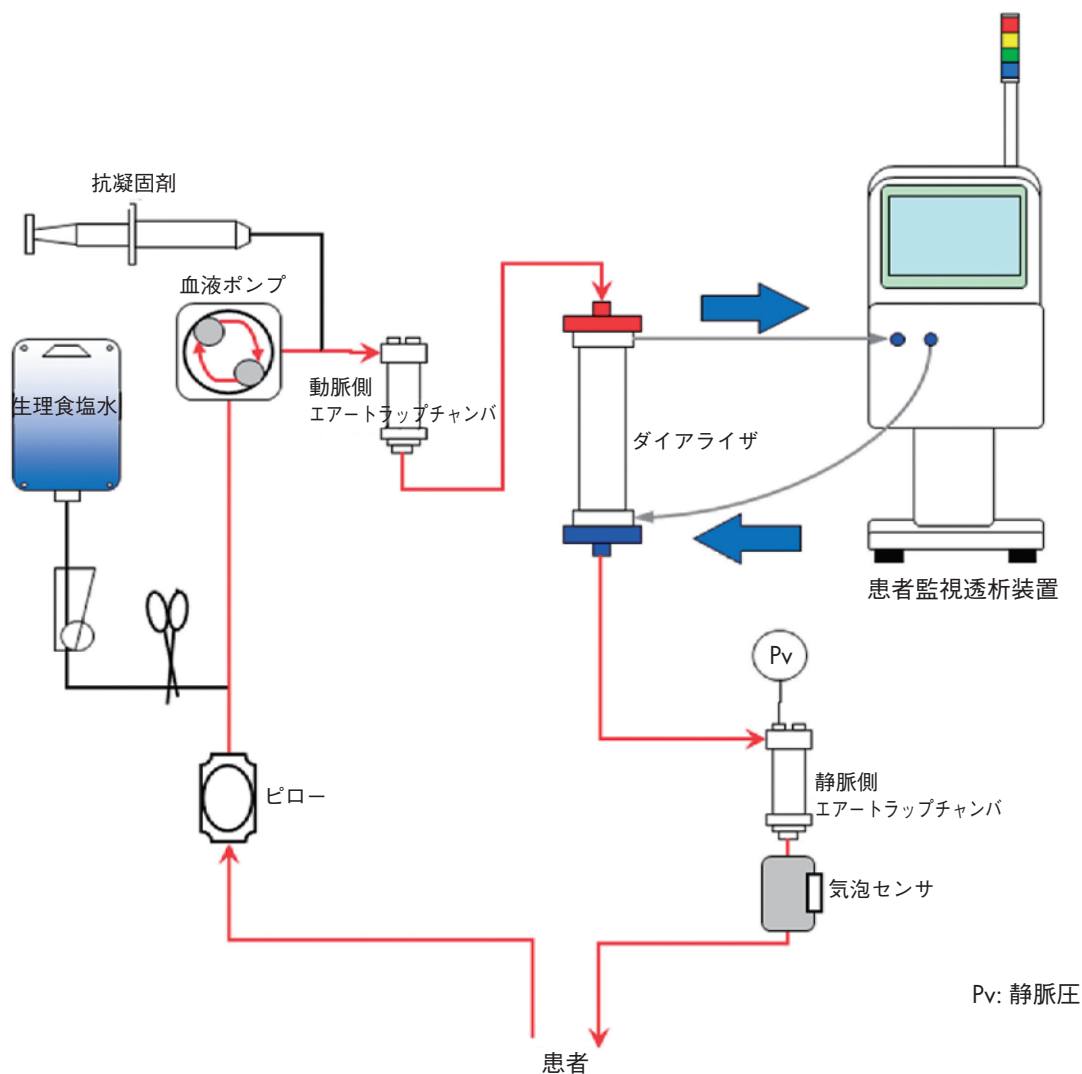 抗凝固剤
血液ポンプ
生理食塩水
動脈側
エアートラップチャンバ
ダイアライザ
患者監視透析装置
Pv
ピロー
静脈側
エアートラップチャンバ
気泡センサ
Pv: 静脈圧
患者